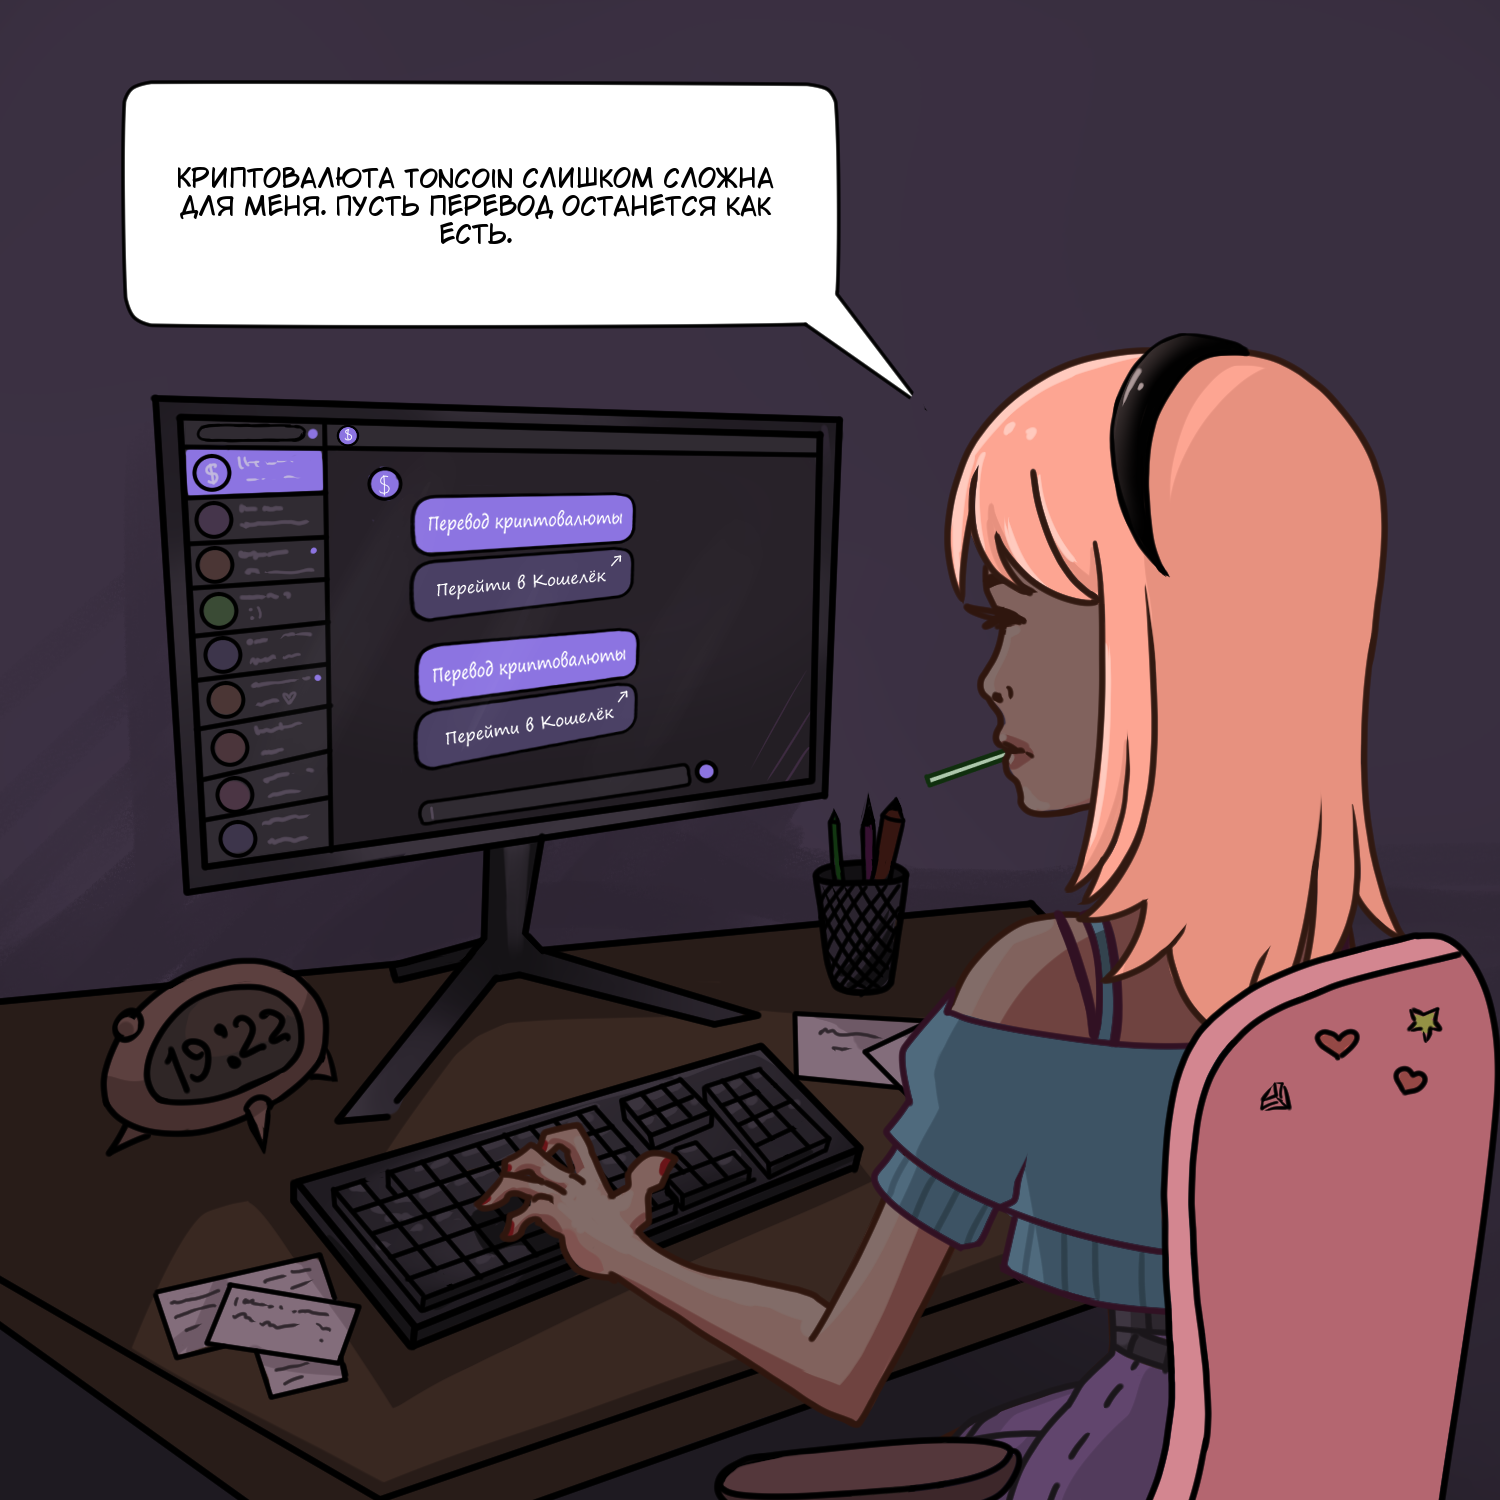 КРИПТОВАЛЮТА TONCOIN СЛИШКОМ СЛОЖНА
ДЛЯ МЕНЯ. ПУСТЬ ПЕРЕВОД ОСТАНЕТСЯ КАК
ЕСТЬ.
$
$
$
Перевод криптовалюты
Перейти в Кошелёк
:)
Перевод криптовалюты
Перейти в Кошелёк
19:22